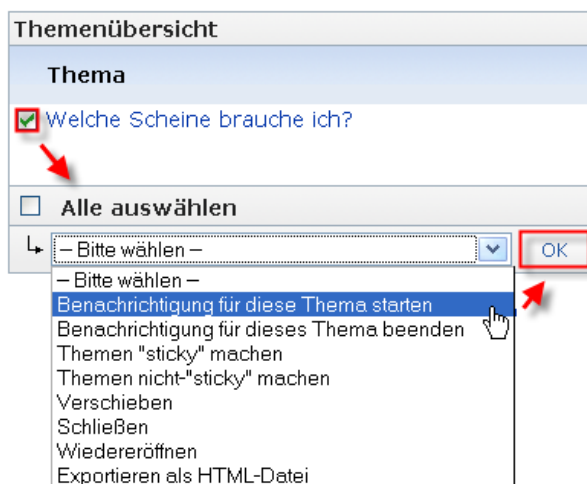 Themenübersicht
Thema
Welche Scheine brauche ich?
Alle auswählen
– Bitte wählen –
OK
– Bitte wählen –
Benachrichtigung für diese Thema starten
Benachrichtigung für dieses Thema beenden
Themen "sticky" machen
Themen nicht-"sticky" machen
Verschieben
Schließen
Wiedereröffnen
Exportieren als HTML-Datei